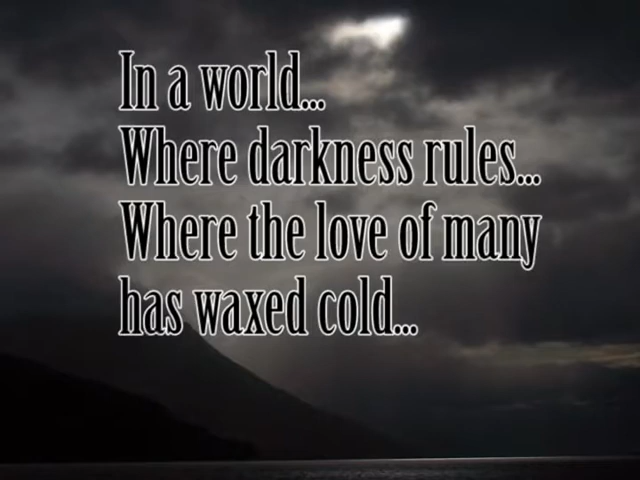 In a world...
Where darkness rules...
Where the love of many
has waxed cold...